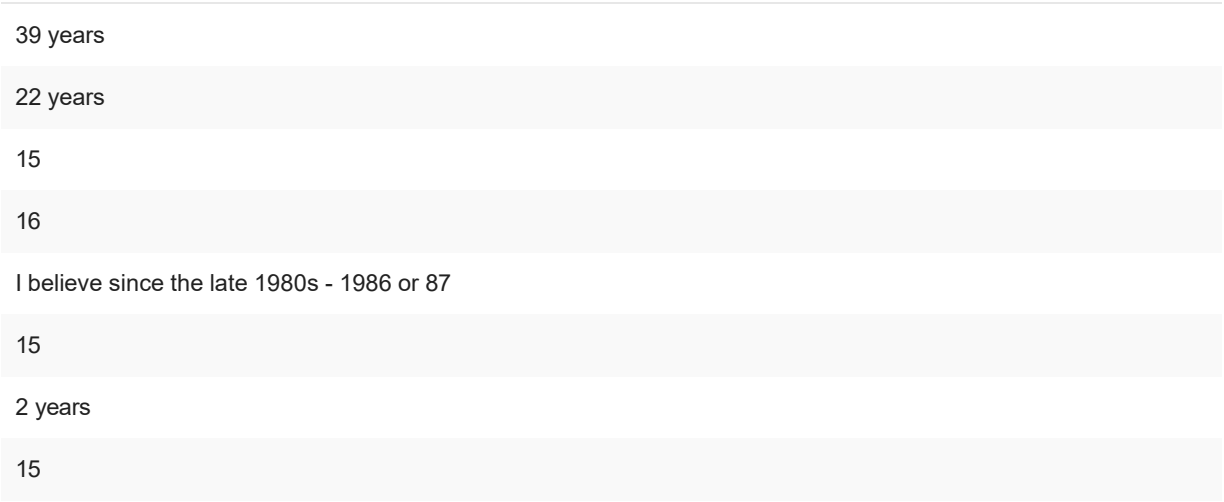 39 years
22 years
15
16
I believe since the late 1980s - 1986 or 87
15
2 years
15